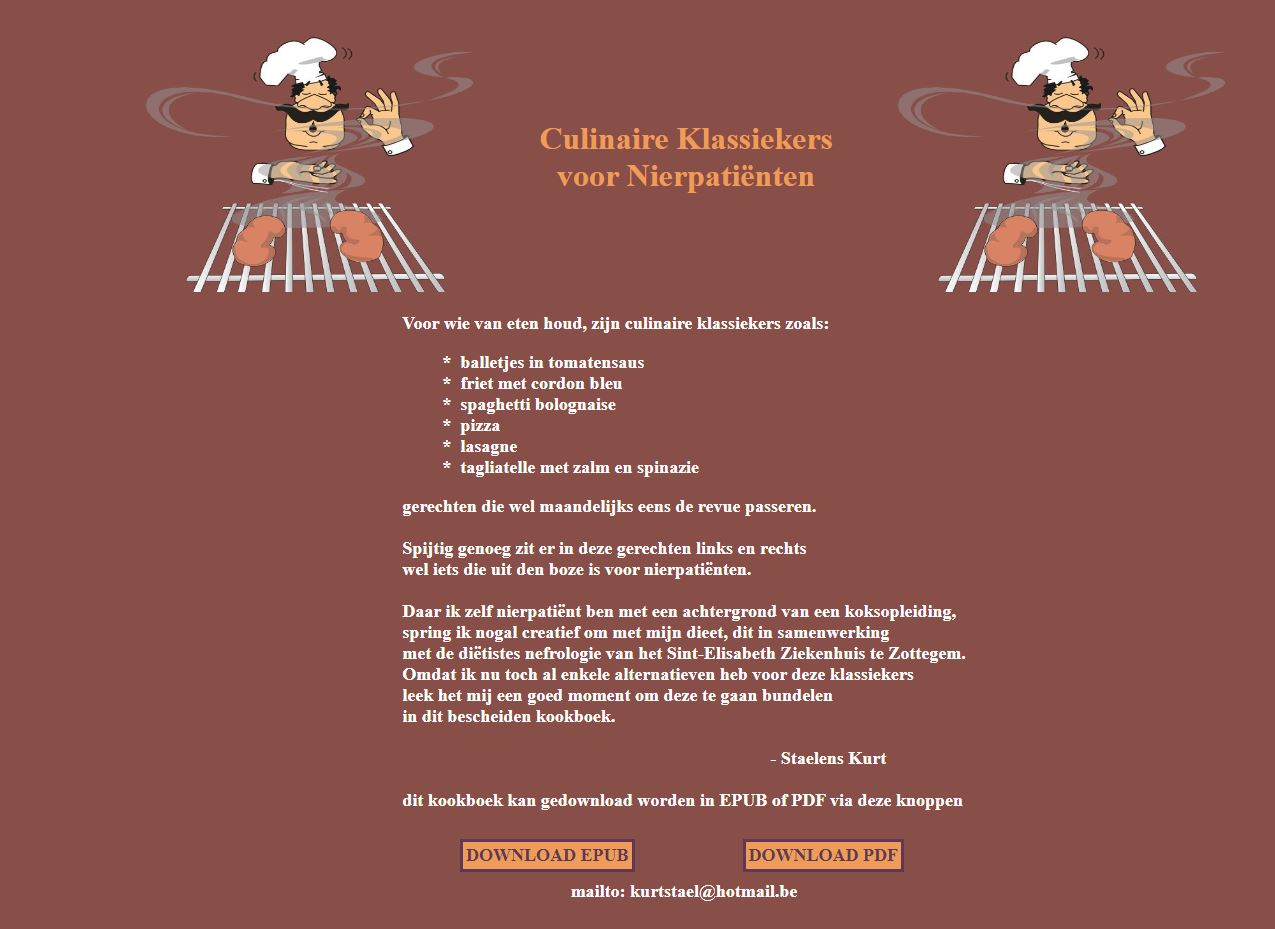 Culinaire Klassiekers
voor Nierpatiënten
Voor wie van eten houd, zijn culinaire klassiekers zoals:
* balletjes in tomatensaus
* friet met cordon bleu
* spaghetti bolognaise
* pizza
* lasagne
* tagliatelle met zalm en spinazie
gerechten die wel maandelijks eens de revue passeren.
Spijtig genoeg zit er in deze gerechten links en rechts
wel iets die uit den boze is voor nierpatiënten.
Daar ik zelf nierpatiënt ben met een achtergrond van een koksopleiding,
spring ik nogal creatief om met mijn dieet, dit in samenwerking
met de diëtistes nefrologie van het Sint-Elisabeth Ziekenhuis te Zottegem.
Omdat ik nu toch al enkele alternatieven heb voor deze klassiekers
leek het mij een goed moment om deze te gaan bundelen
in dit bescheiden kookboek.
- Staelens Kurt
dit kookboek kan gedownload worden in EPUB of PDF via deze knoppen
DOWNLOAD EPUB DOWNLOAD PDF
mailto: kurtstael@hotmail.be